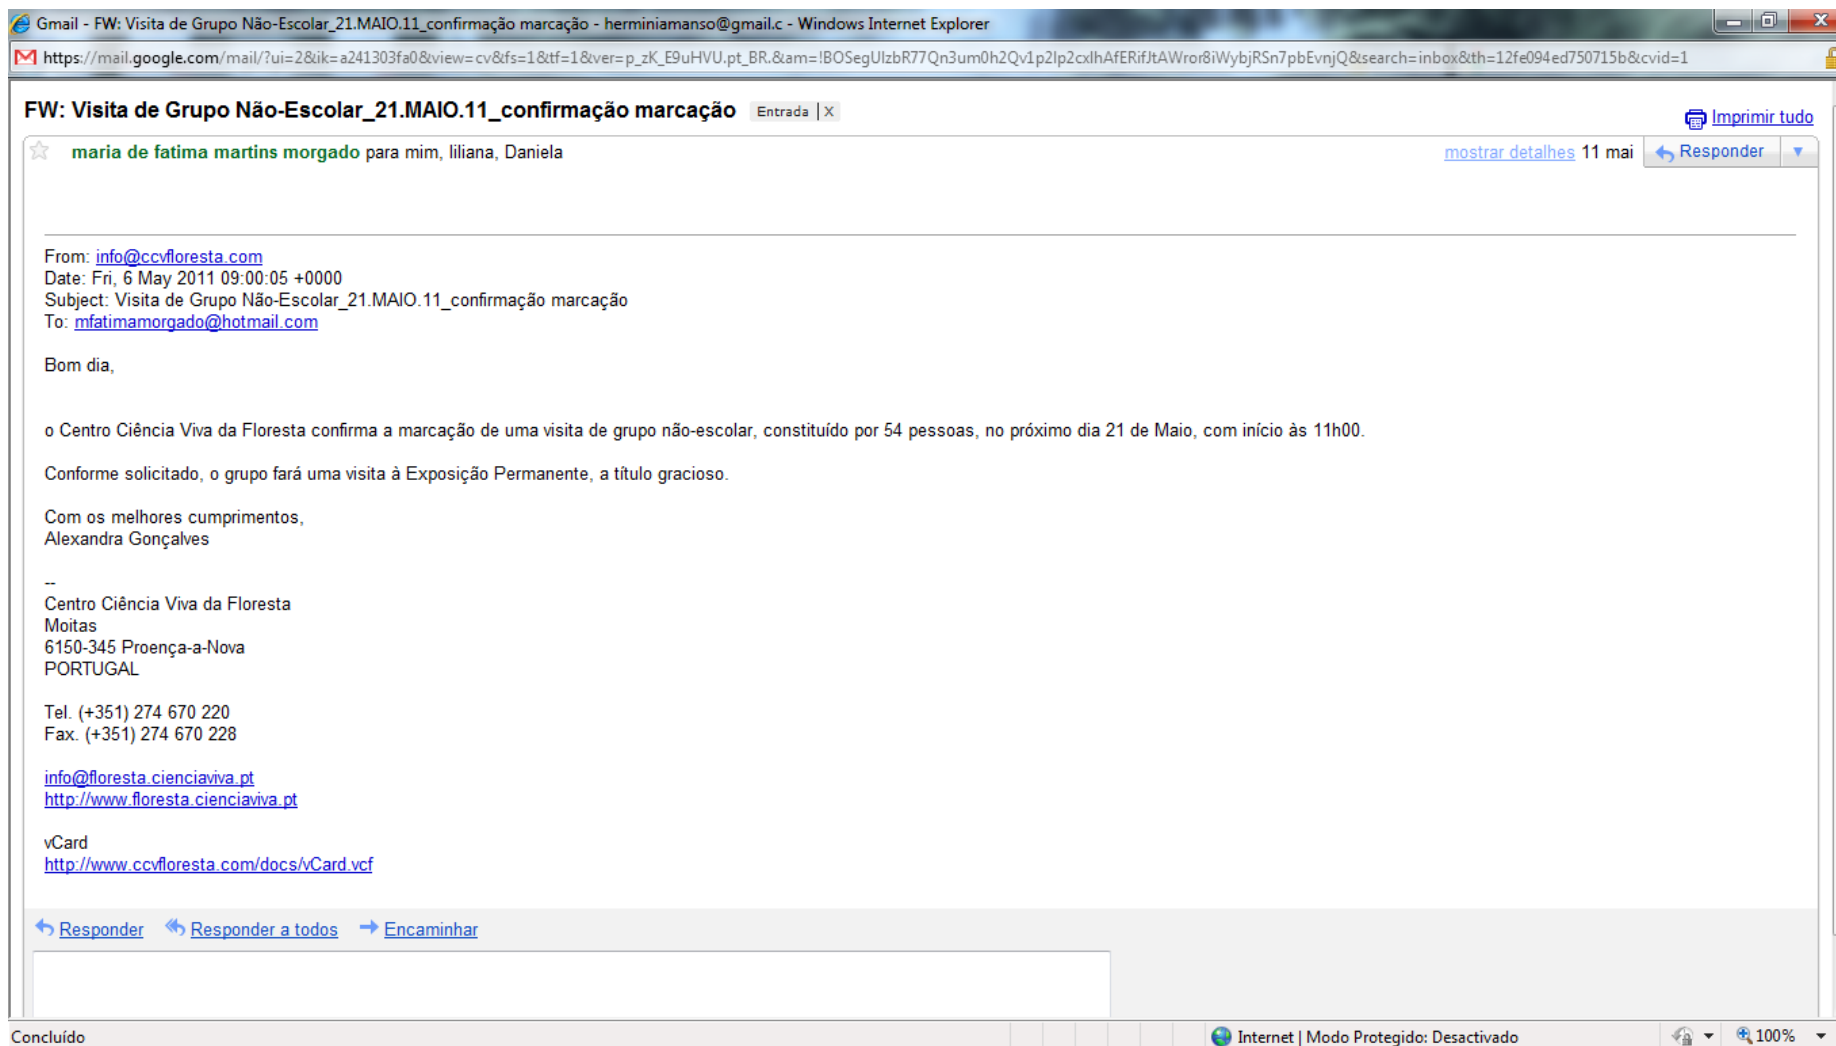 Gmail - FW: Visita de Grupo Não-Escolar_21.MAIO.11_confirmação marcação - herminiamanso@gmail.c - Windows Internet Explorer
https://mail.google.com/mail/?ui=2&ik=a241303fa0&view=cv&fs=1&tf=1&ver=p_zK_E9uHVU.pt_BR.&am=!BOSegUIzbR77Qn3um0h2Qv1p2lp2cxIhAfERifJtAWror8iWybjRSn7pbEvnjQ&search=inbox&th=12fe094ed750715b&cvid=1
FW: Visita de Grupo Não-Escolar_21.MAIO.11_confirmação marcação Entrada | X
Imprimir tudo
maria de fatima martins morgado para mim, liliana, Daniela mostrar detalhes 11 mai Responder
From: info@ccvfloresta.com
Date: Fri, 6 May 2011 09:00:05 +0000
Subject: Visita de Grupo Não-Escolar_21.MAIO.11_confirmação marcação
To: mfatimamorgado@hotmail.com
Bom dia,
o Centro Ciência Viva da Floresta confirma a marcação de uma visita de grupo não-escolar, constituído por 54 pessoas, no próximo dia 21 de Maio, com início às 11h00.
Conforme solicitado, o grupo fará uma visita à Exposição Permanente, a título gracioso.
Com os melhores cumprimentos,
Alexandra Gonçalves
--
Centro Ciência Viva da Floresta
Moitas
6150-345 Proença-a-Nova
PORTUGAL
Tel. (+351) 274 670 220
Fax. (+351) 274 670 228
info@floresta.cienciaviva.pt
http://www.floresta.cienciaviva.pt
vCard
http://www.ccvfloresta.com/docs/vCard.vcf
Responder Responder a todos Encaminhar
Concluído Internet | Modo Protegido: Desactivado 100%